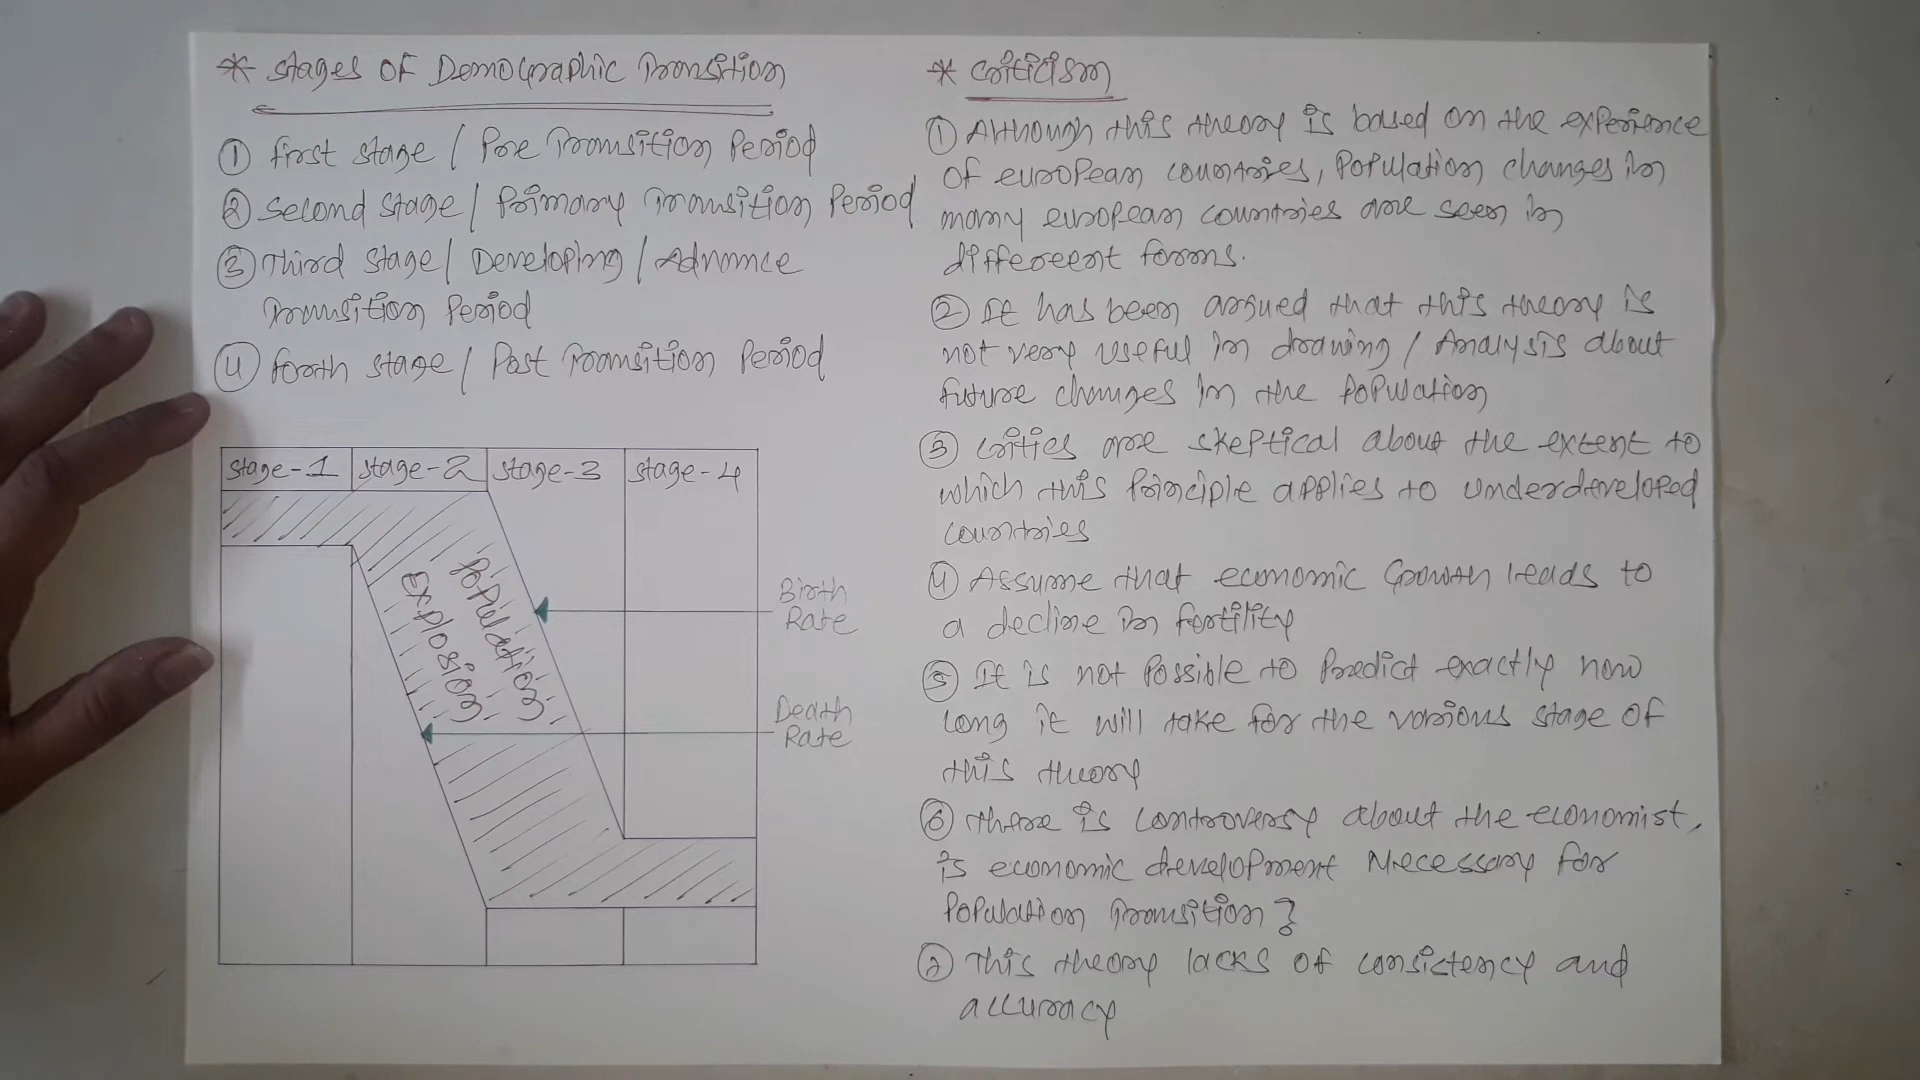 * Stages of Demographic Transition
① First Stage / Pre Transition Period
② Second Stage / Primary Transition Period
③ Third Stage / Developing / Advance
Transition Period
④ Forth Stage / Post Transition Period
Stage-1 Stage-2 Stage-3 Stage-4
Population
Explosion
Birth
Rate
Death
Rate
* Criticism
① Although this theory is based on the experience
of european countries, Population changes in
many european countries are seen in
differeent forms.
② It has been argued that this theory is
not very useful in drawing / Analysis about
future changes in the Population
③ Crities are skeptical about the extent to
which this Principle applies to underdeveloped
countries
④ Assume that economic Growth leads to
a decline in fertility
⑤ It is not Possible to Predict exactly how
long it will take for the various stage of
this theory
⑥ There is controversy about the economist,
is economic development Necessary for
Population Transition ?
⑦ This theory lacks of consistency and
accuracy